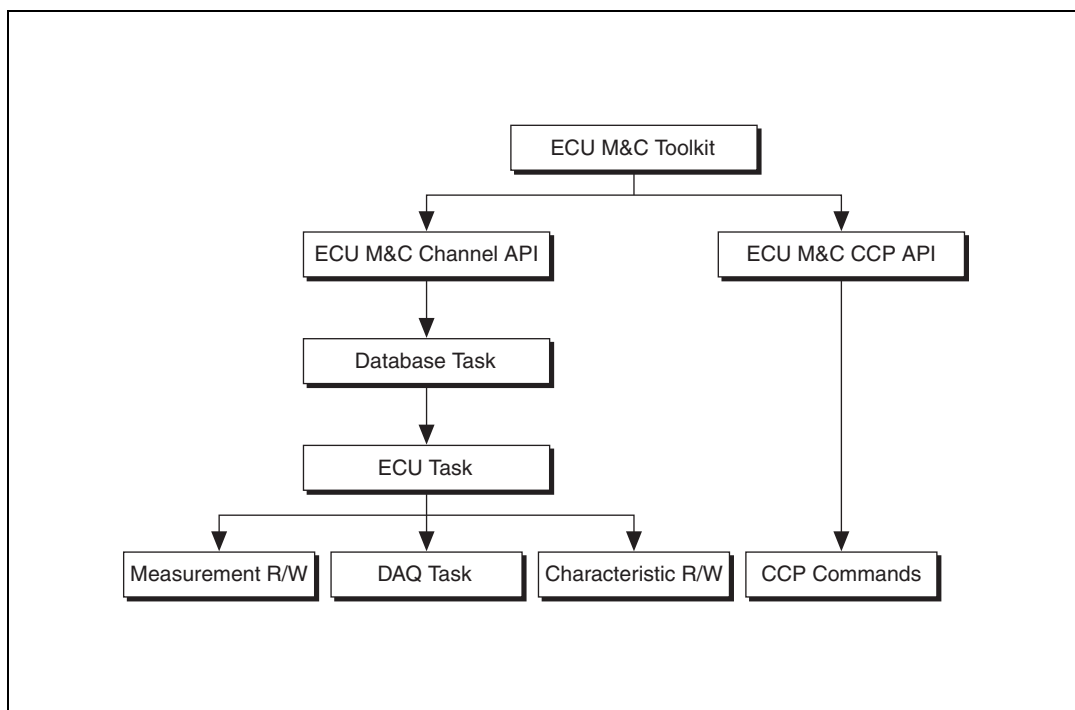 ECU M&C Toolkit
ECU M&C Channel API
ECU M&C CCP API
Database Task
ECU Task
Measurement R/W
DAQ Task
Characteristic R/W
CCP Commands